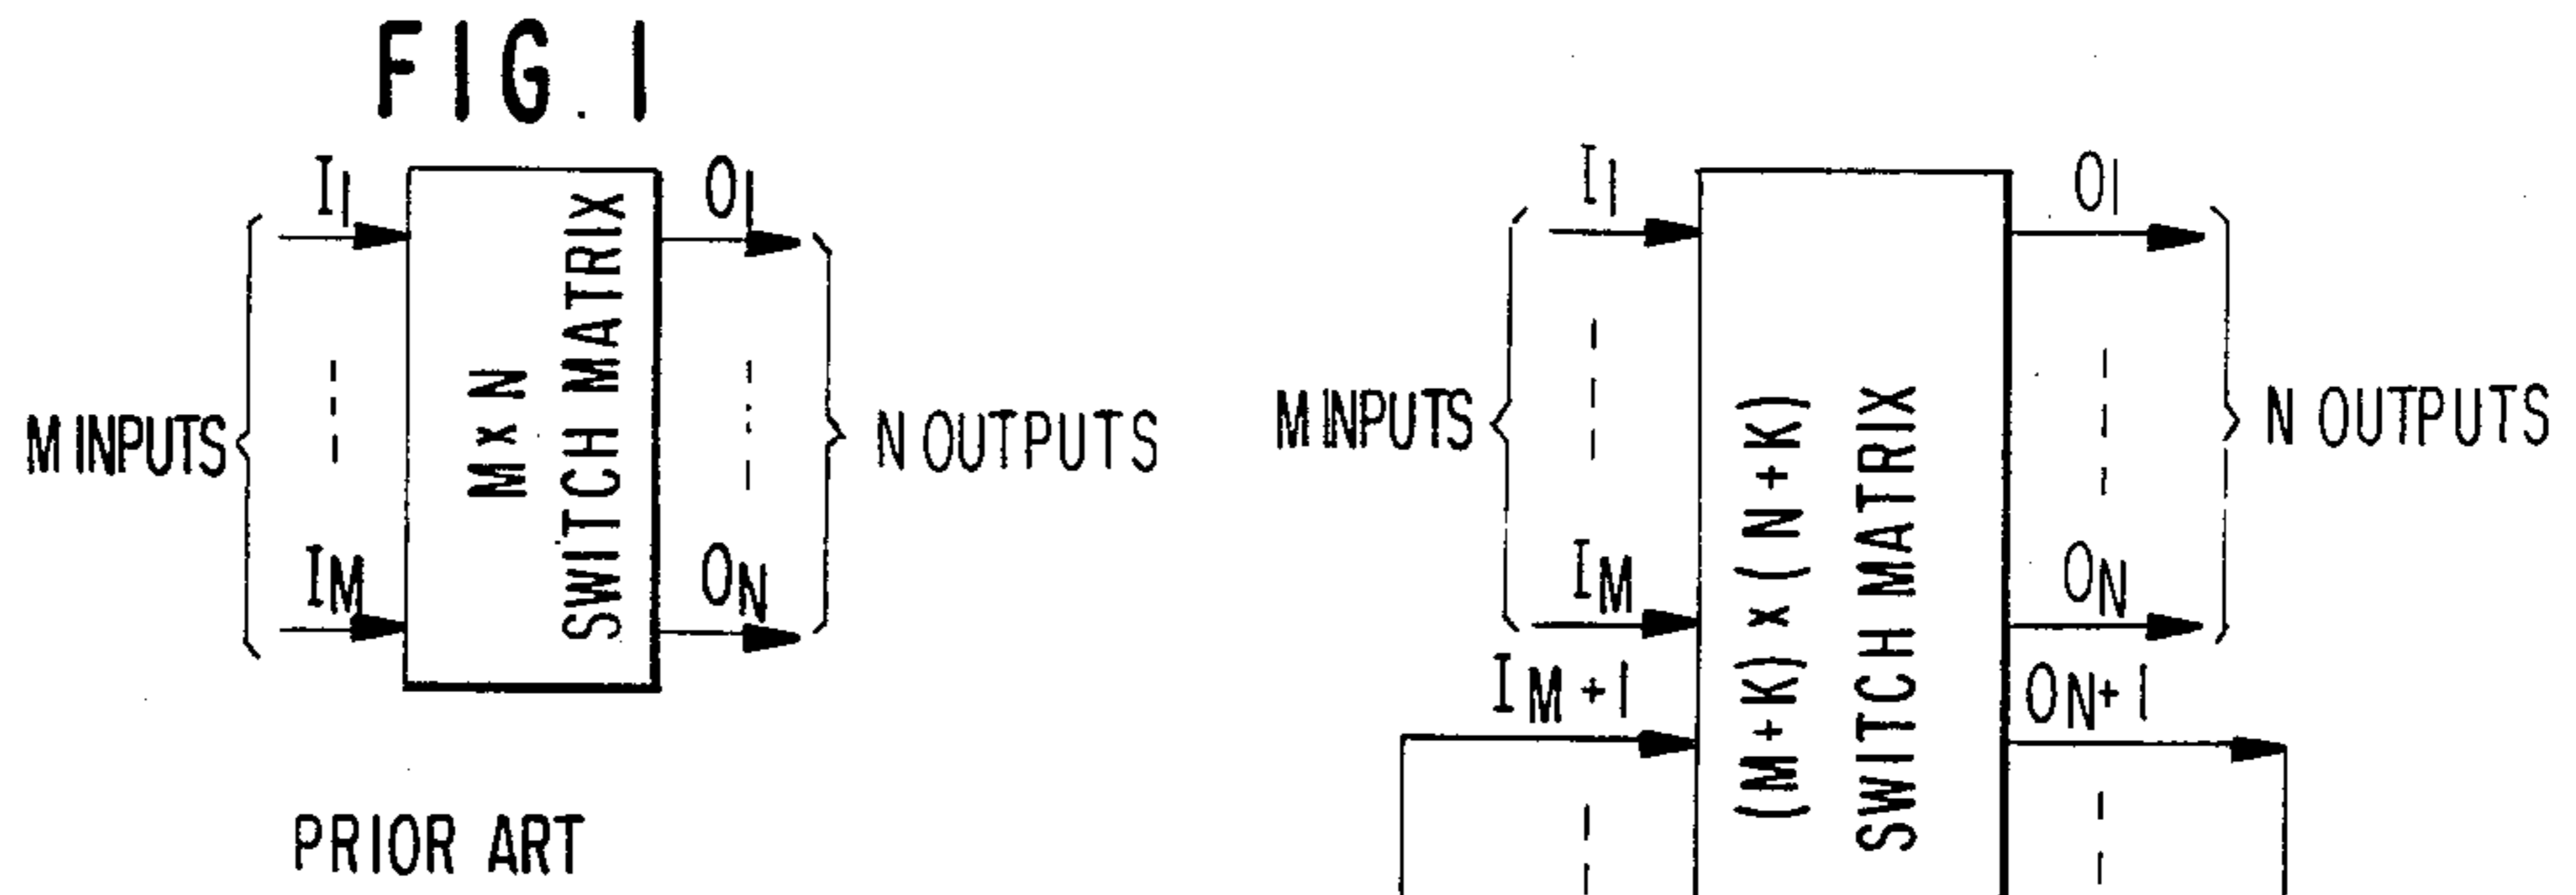 FIG. 1
I1
O1
M INPUTS
M x N
SWITCH MATRIX
N OUTPUTS
IM
ON
PRIOR ART
I1
O1
M INPUTS
(M+K) x (N+K)
SWITCH MATRIX
N OUTPUTS
IM
ON
IM+1
ON+1